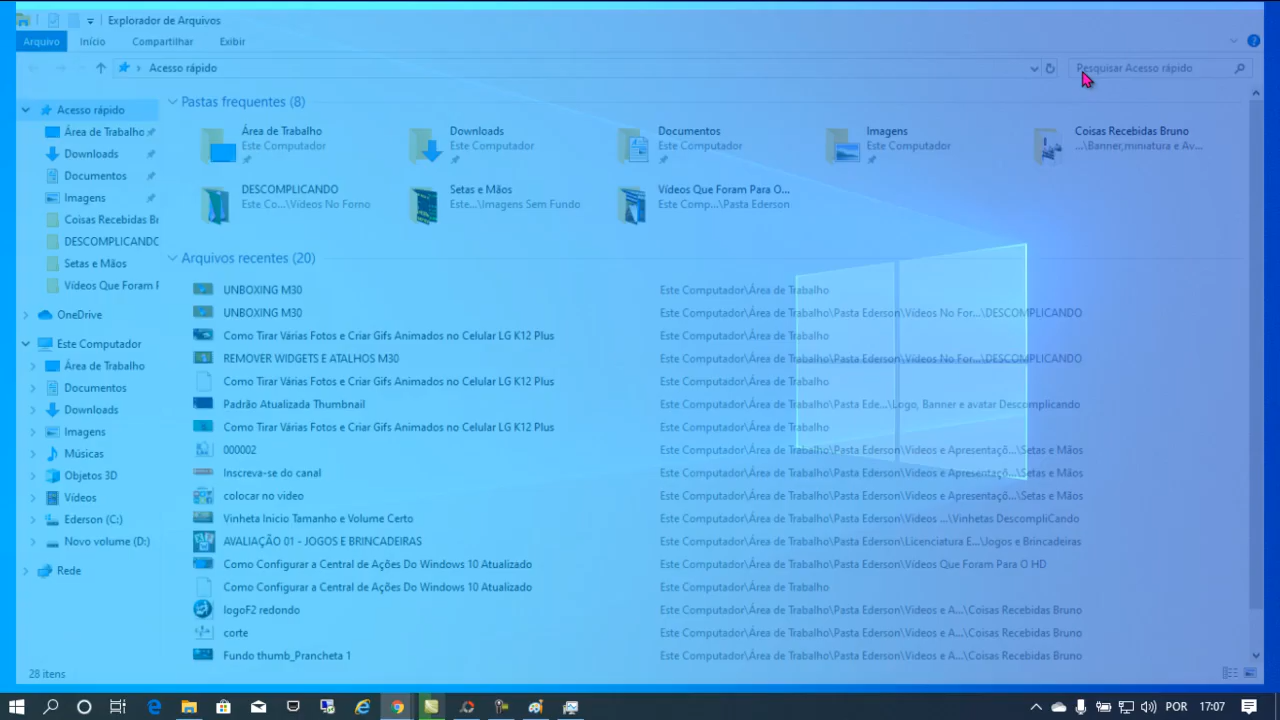 Explorador de Arquivos
Arquivo Início Compartilhar Exibir
Acesso rápido Pesquisar Acesso rápido
Acesso rápido
Área de Trabalho
Downloads
Documentos
Imagens
Coisas Recebidas Br
DESCOMPLICANDO
Setas e Mãos
Vídeos Que Foram P
OneDrive
Este Computador
Área de Trabalho
Documentos
Downloads
Imagens
Músicas
Objetos 3D
Vídeos
Ederson (C:)
Novo volume (D:)
Rede
Pastas frequentes (8)
Área de Trabalho
Este Computador
Downloads
Este Computador
Documentos
Este Computador
Imagens
Este Computador
Coisas Recebidas Bruno
...\Banner,miniatura e Av...
DESCOMPLICANDO
Este Co...\Vídeos No Forno
Setas e Mãos
Este...\Imagens Sem Fundo
Vídeos Que Foram Para O...
Este Comp...\Pasta Ederson
Arquivos recentes (20)
UNBOXING M30 Este Computador\Área de Trabalho
UNBOXING M30 Este Computador\Área de Trabalho\Pasta Ederson\Vídeos No For...\DESCOMPLICANDO
Como Tirar Várias Fotos e Criar Gifs Animados no Celular LG K12 Plus Este Computador\Área de Trabalho
REMOVER WIDGETS E ATALHOS M30 Este Computador\Área de Trabalho\Pasta Ederson\Vídeos No For...\DESCOMPLICANDO
Como Tirar Várias Fotos e Criar Gifs Animados no Celular LG K12 Plus Este Computador\Área de Trabalho
Padrão Atualizada Thumbnail Este Computador\Área de Trabalho\Pasta Ede...\Logo, Banner e avatar Descomplicando
Como Tirar Várias Fotos e Criar Gifs Animados no Celular LG K12 Plus Este Computador\Área de Trabalho
000002 Este Computador\Área de Trabalho\Pasta Ederson\Vídeos e Apresentaçõ...\Setas e Mãos
Inscreva-se do canal Este Computador\Área de Trabalho\Pasta Ederson\Vídeos e Apresentaçõ...\Setas e Mãos
colocar no video Este Computador\Área de Trabalho\Pasta Ederson\Vídeos e Apresentaçõ...\Setas e Mãos
Vinheta Inicio Tamanho e Volume Certo Este Computador\Área de Trabalho\Pasta Ederson\Vídeos ...\Vinhetas DescompliCando
AVALIAÇÃO 01 - JOGOS E BRINCADEIRAS Este Computador\Área de Trabalho\Pasta Ederson\Licenciatura E...\Jogos e Brincadeiras
Como Configurar a Central de Ações Do Windows 10 Atualizado Este Computador\Área de Trabalho\Pasta Ederson\Vídeos Que Foram Para O HD
Como Configurar a Central de Ações Do Windows 10 Atualizado Este Computador\Área de Trabalho
logoF2 redondo Este Computador\Área de Trabalho\Pasta Ederson\Vídeos e A...\Coisas Recebidas Bruno
corte Este Computador\Área de Trabalho\Pasta Ederson\Vídeos e A...\Coisas Recebidas Bruno
Fundo thumb_Prancheta 1 Este Computador\Área de Trabalho\Pasta Ederson\Vídeos e A...\Coisas Recebidas Bruno
28 itens
POR 17:07